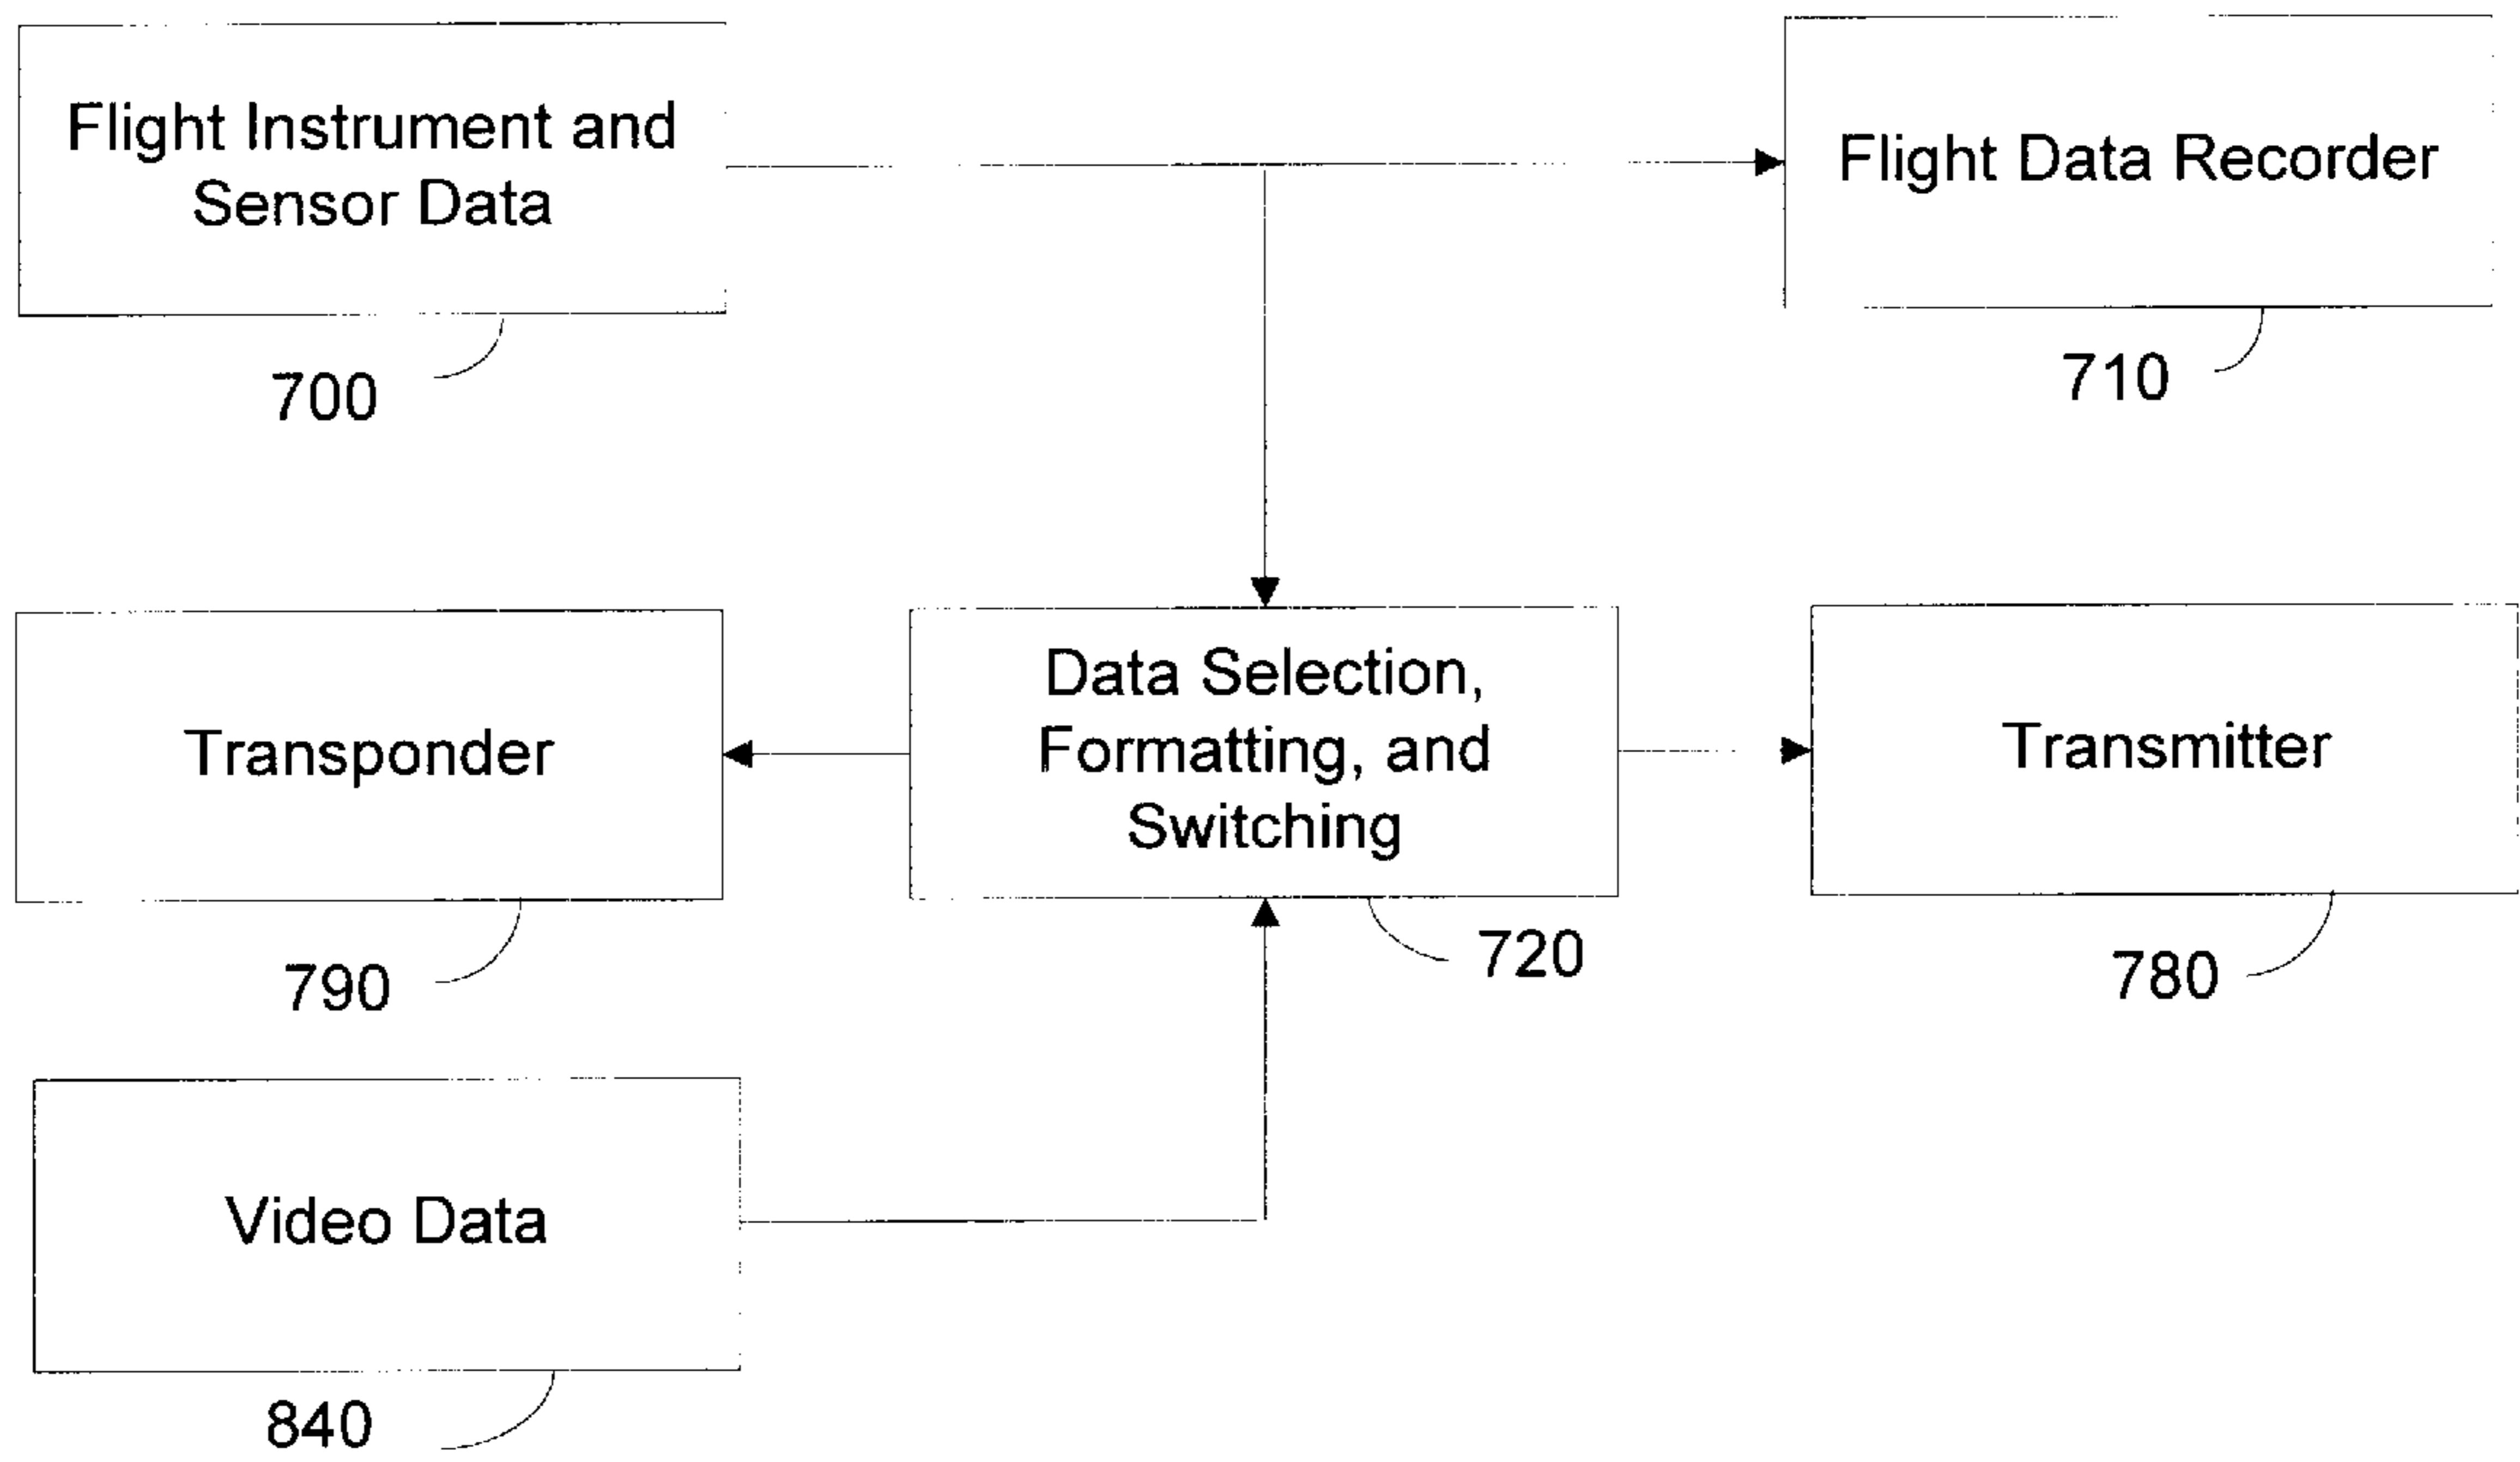 Flight Instrument and
Sensor Data
700
Flight Data Recorder
710
Transponder
790
Data Selection,
Formatting, and
Switching
720
Transmitter
780
Video Data
840